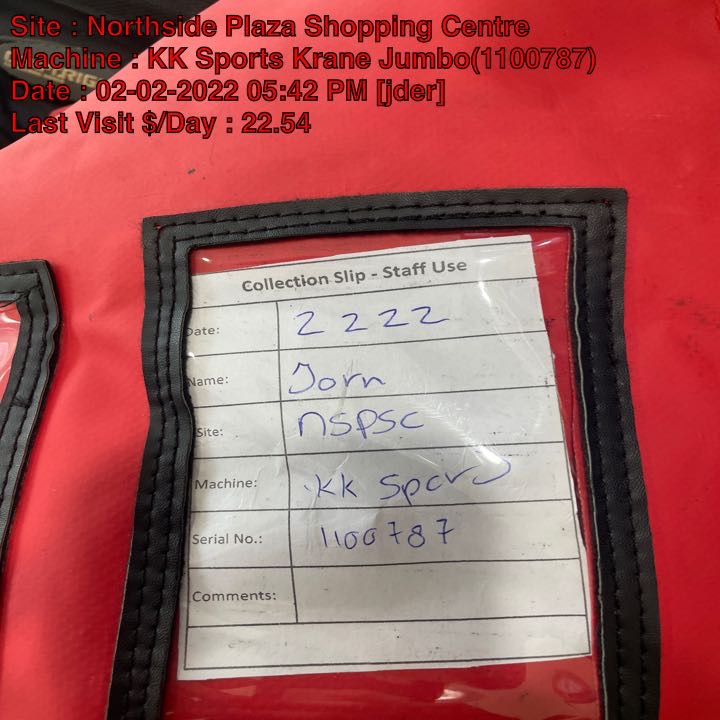 Site : Northside Plaza Shopping Centre
Machine : KK Sports Krane Jumbo(1100787)
Date : 02-02-2022 05:42 PM [jder]
Last Visit $/Day : 22.54
Collection Slip - Staff Use
Date: 2 2 2 2
Name: Jorn
Site: nspsc
Machine: KK Sports
Serial No.: 1100787
Comments: